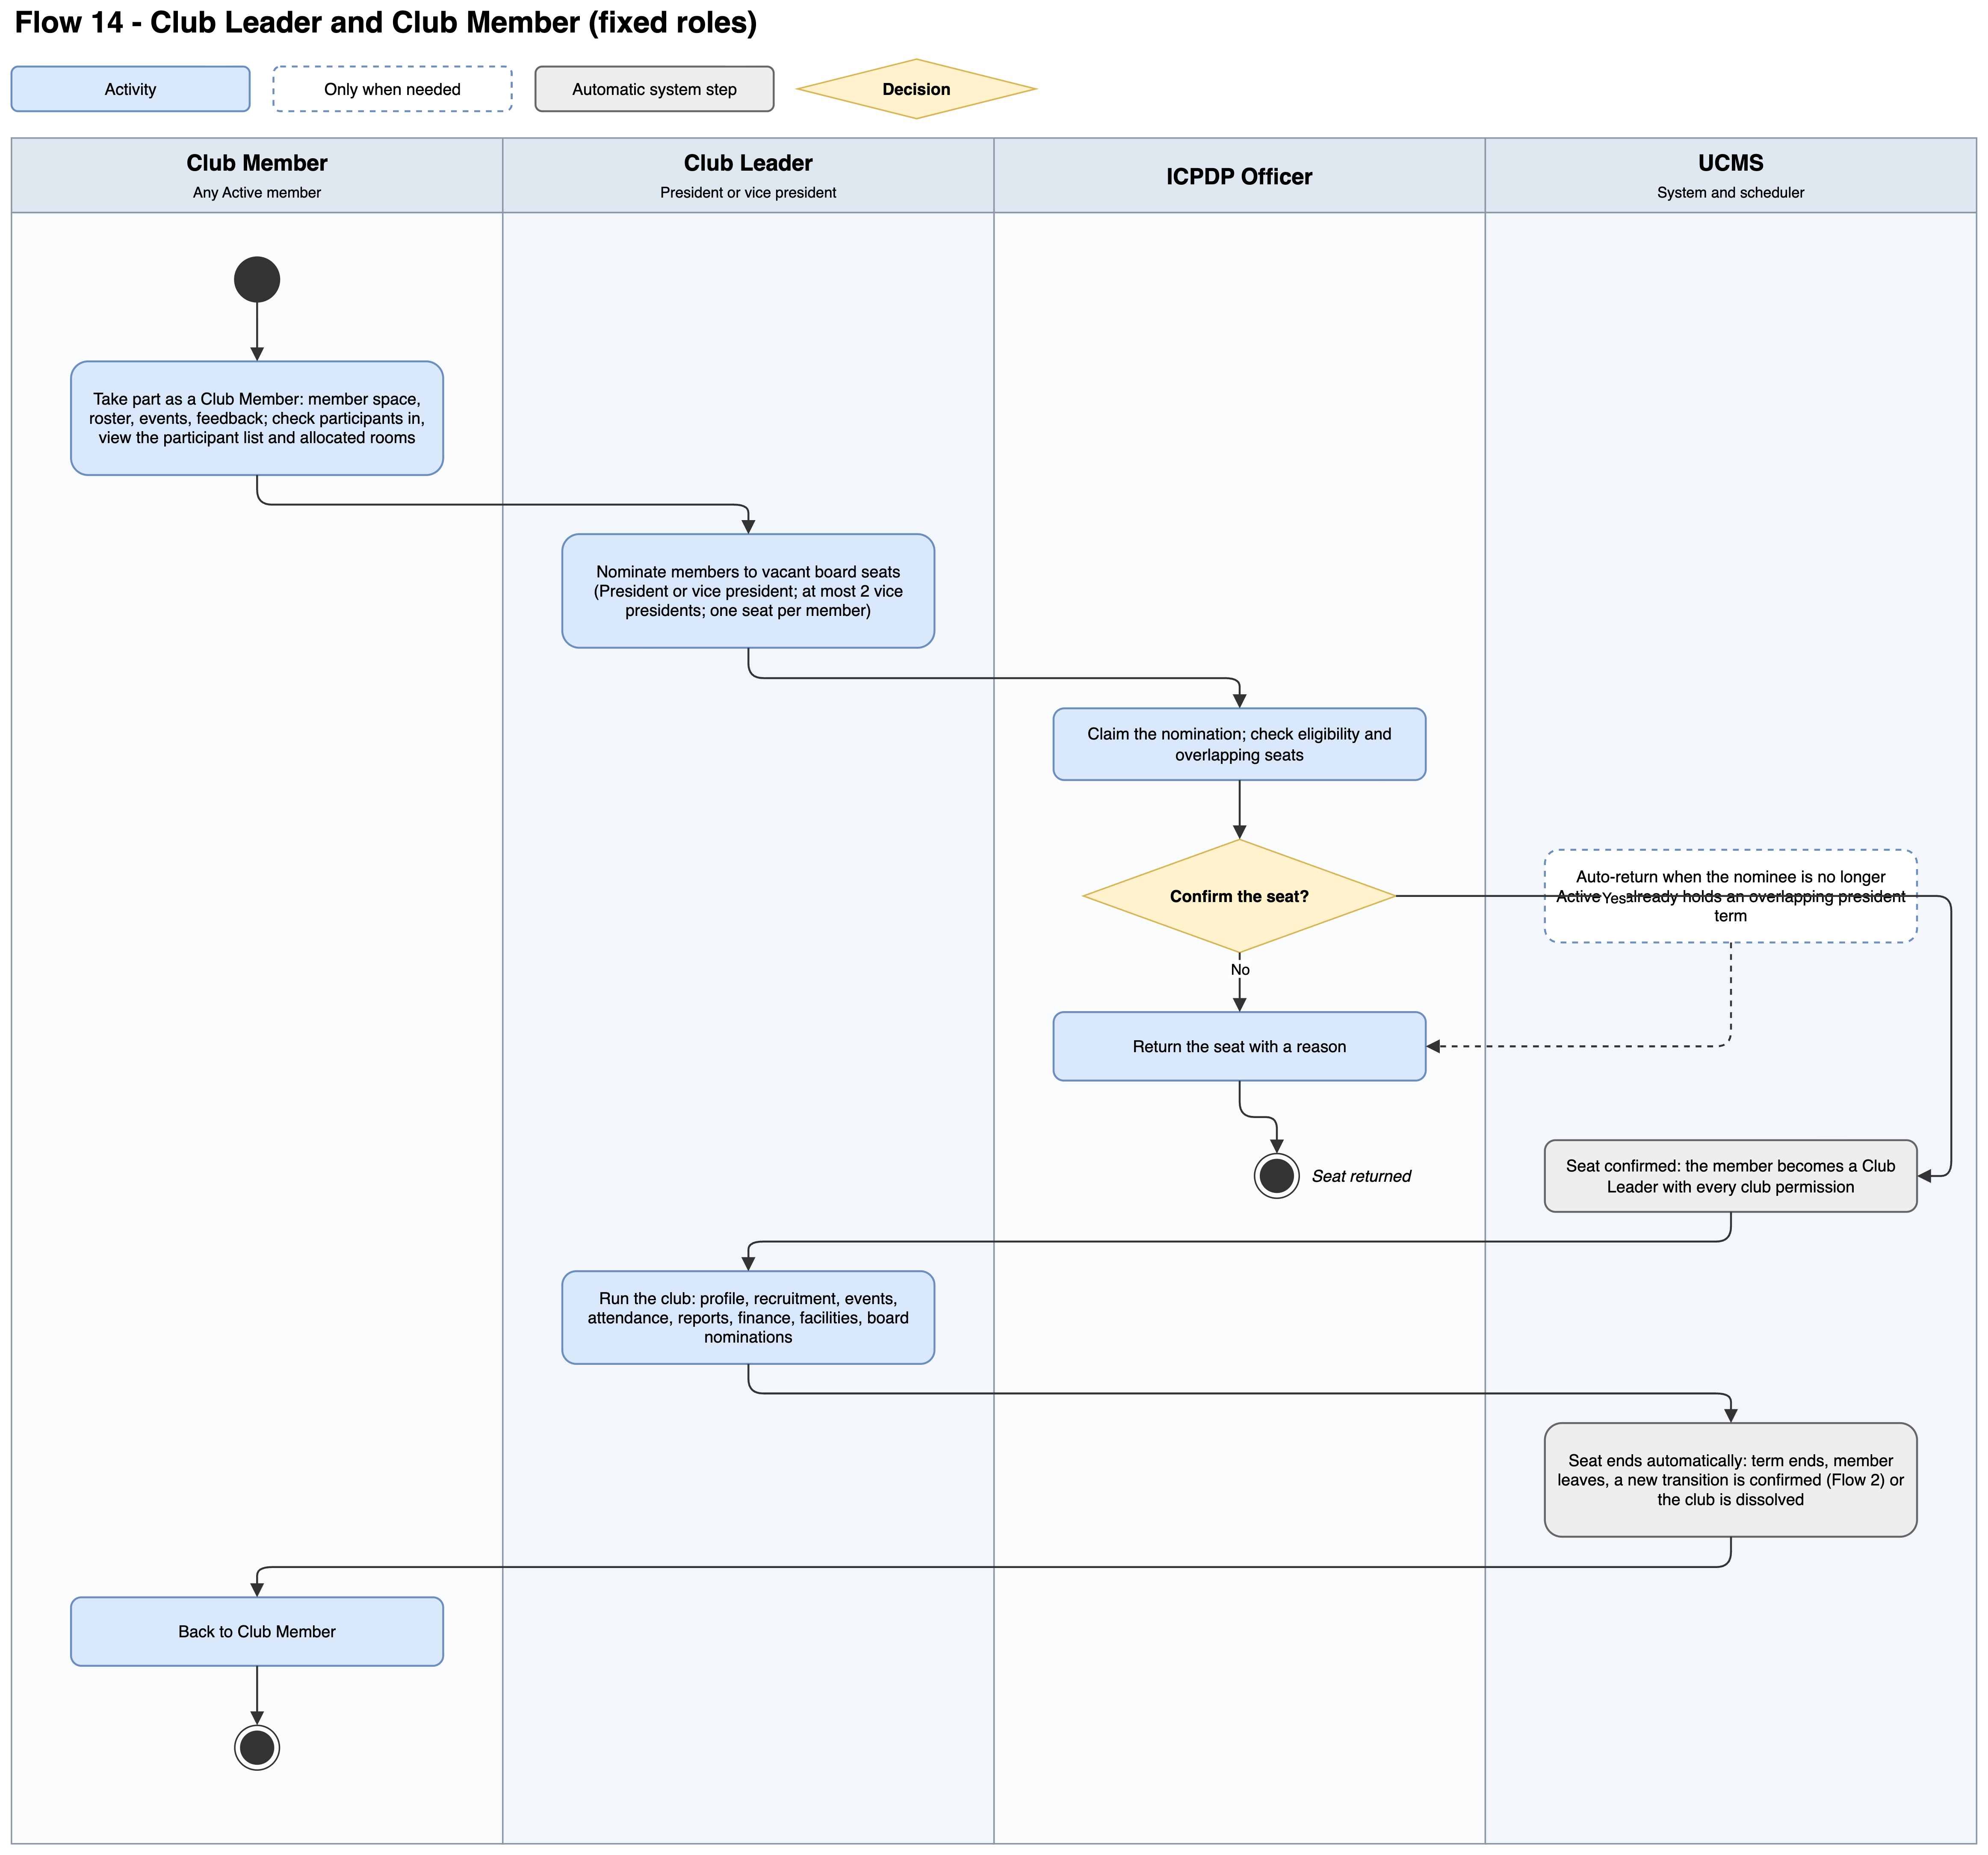 Flow 14 - Club Leader and Club Member (fixed roles)
Activity
Only when needed
Automatic system step
Decision
Club Member
Any Active member
Club Leader
President or vice president
ICPDP Officer
UCMS
System and scheduler
Take part as a Club Member: member space,
roster, events, feedback; check participants in,
view the participant list and allocated rooms
Nominate members to vacant board seats
(President or vice president; at most 2 vice
presidents; one seat per member)
Claim the nomination; check eligibility and
overlapping seats
Confirm the seat?
Auto-return when the nominee is no longer
Active already holds an overlapping president
term
Yes
No
Return the seat with a reason
Seat returned
Seat confirmed: the member becomes a Club
Leader with every club permission
Run the club: profile, recruitment, events,
attendance, reports, finance, facilities, board
nominations
Seat ends automatically: term ends, member
leaves, a new transition is confirmed (Flow 2) or
the club is dissolved
Back to Club Member